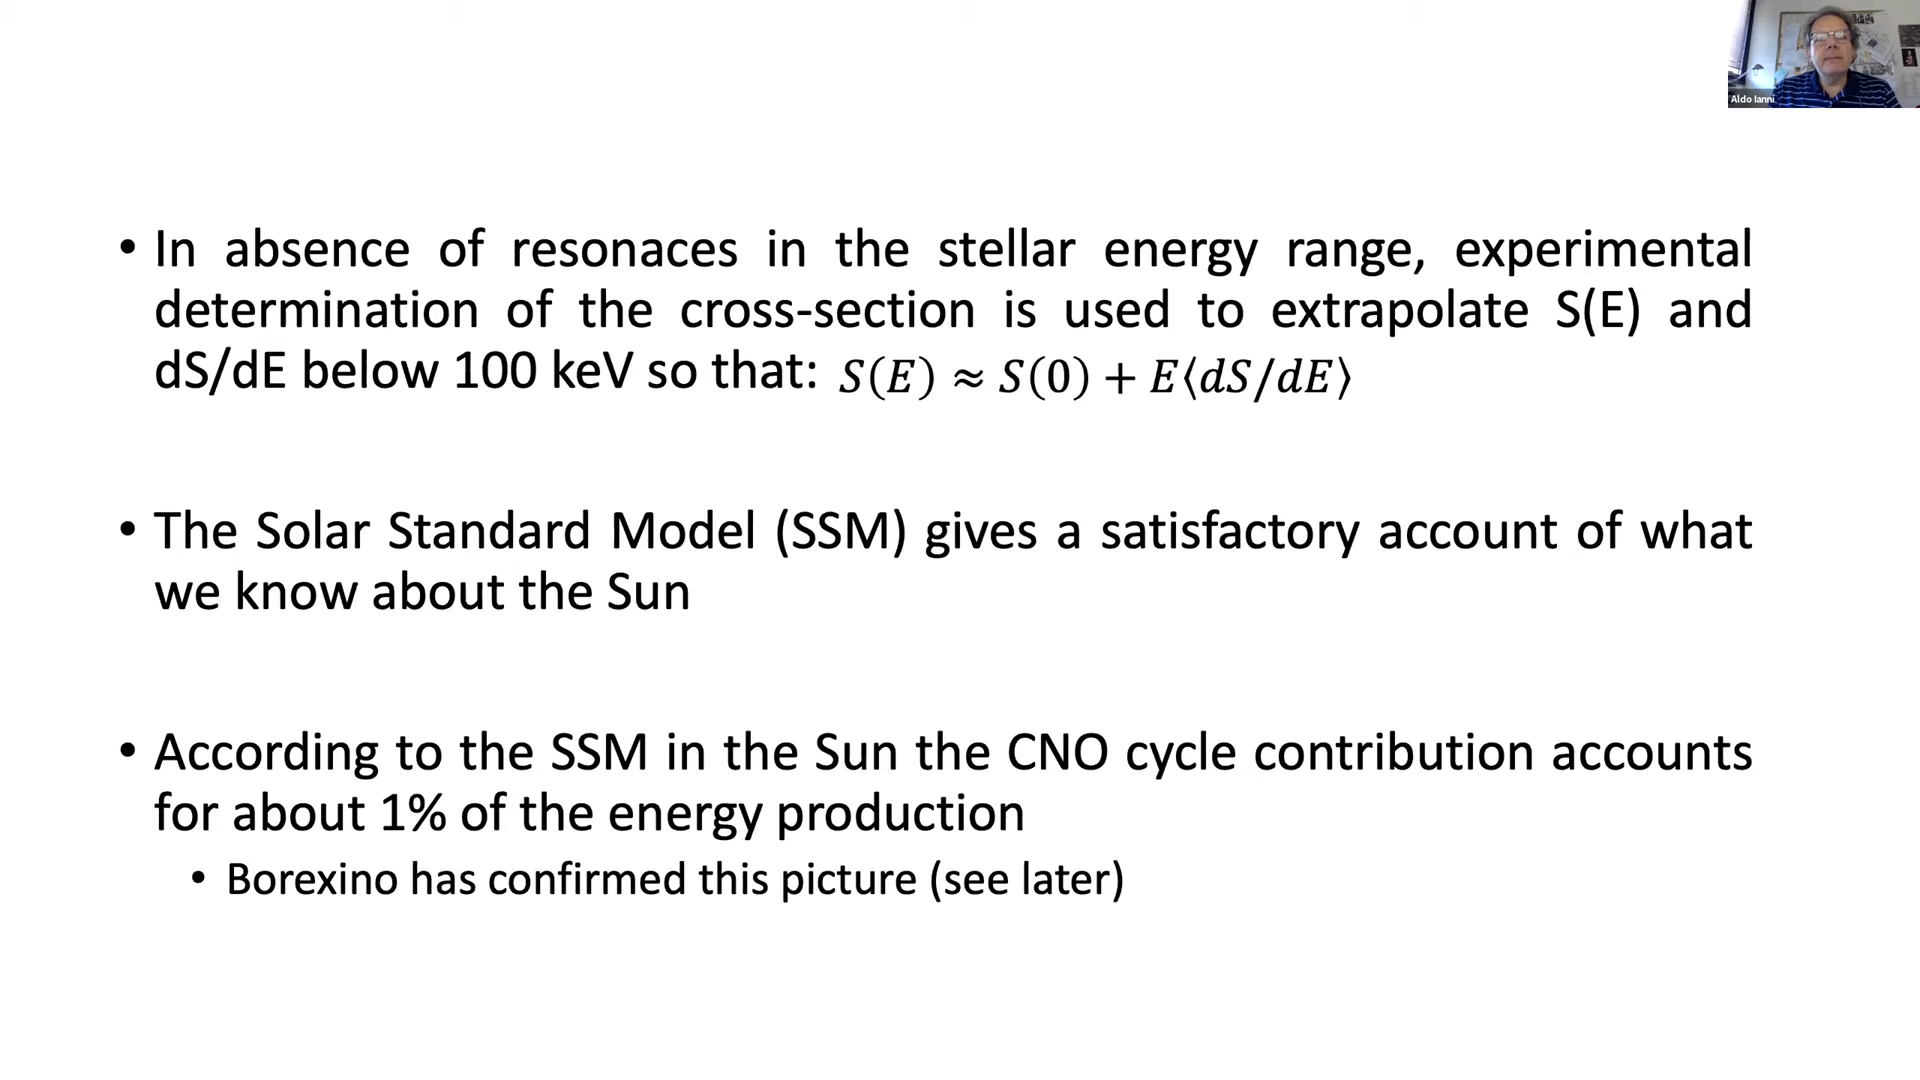 Aldo Ianni
• In absence of resonaces in the stellar energy range, experimental
determination of the cross-section is used to extrapolate S(E) and
dS/dE below 100 keV so that: S(E) ≈ S(0) + E⟨dS/dE⟩
• The Solar Standard Model (SSM) gives a satisfactory account of what
we know about the Sun
• According to the SSM in the Sun the CNO cycle contribution accounts
for about 1% of the energy production
• Borexino has confirmed this picture (see later)